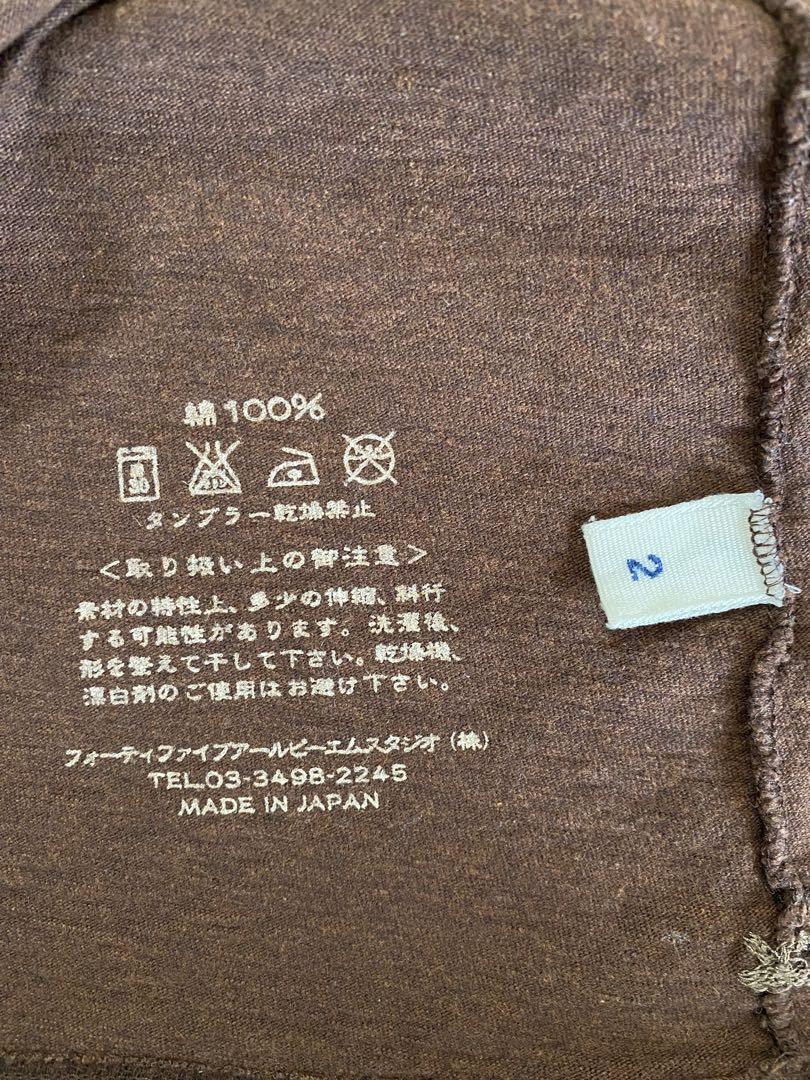 綿100%
タンブラー乾燥禁止
<取り扱い上の御注意>
素材の特性上、多少の伸縮、斜行
する可能性があります。洗濯後、
形を整えて干して下さい。乾燥機、
漂白剤のご使用はお避け下さい。
フォーティファイブアールピーエムスタジオ(株)
TEL.03-3498-2245
MADE IN JAPAN
2